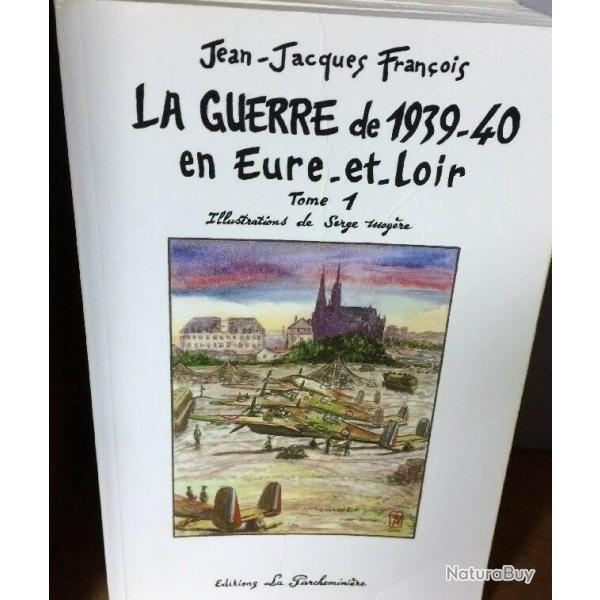 Jean-Jacques François
LA GUERRE de 1939-40
en Eure-et-Loir
Tome 1
Illustrations de Serge Mogère
Editions La Parcheminière
NaturaBuy